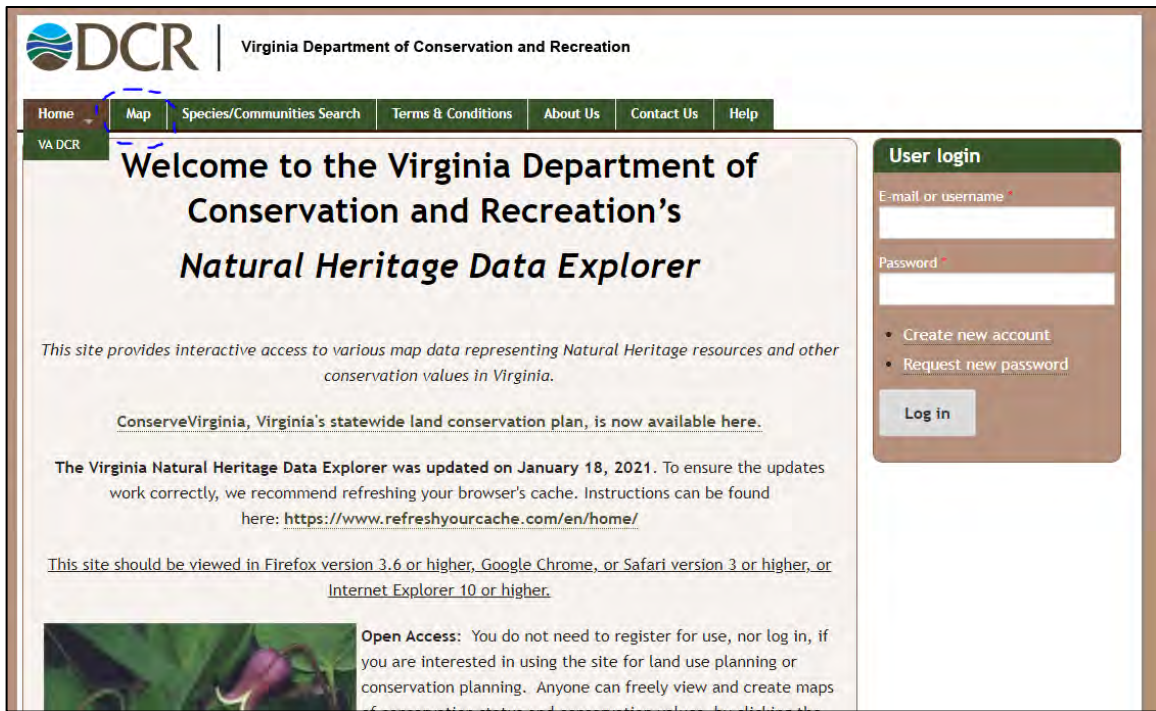 DCR
Virginia Department of Conservation and Recreation
Home Map Species/Communities Search Terms & Conditions About Us Contact Us Help
VA DCR
Welcome to the Virginia Department of
Conservation and Recreation's
Natural Heritage Data Explorer
This site provides interactive access to various map data representing Natural Heritage resources and other
conservation values in Virginia.
ConserveVirginia, Virginia's statewide land conservation plan, is now available here.
The Virginia Natural Heritage Data Explorer was updated on January 18, 2021. To ensure the updates
work correctly, we recommend refreshing your browser's cache. Instructions can be found
here: https://www.refreshyourcache.com/en/home/
This site should be viewed in Firefox version 3.6 or higher, Google Chrome, or Safari version 3 or higher, or
Internet Explorer 10 or higher.
Open Access: You do not need to register for use, nor log in, if
you are interested in using the site for land use planning or
conservation planning. Anyone can freely view and create maps
of conservation status and conservation values, by clicking the
User login
E-mail or username *
Password *
Create new account
Request new password
Log in